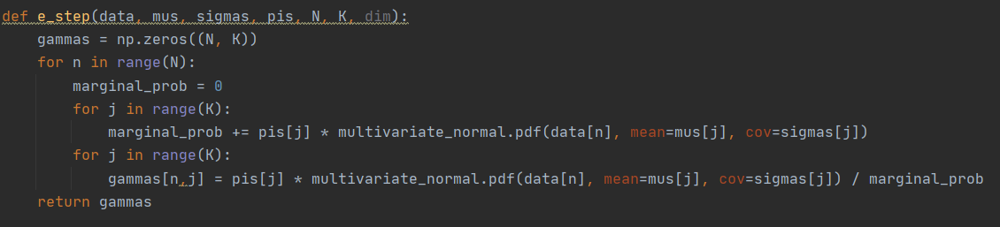 def e_step(data, mus, sigmas, pis, N, K, dim):
    gammas = np.zeros((N, K))
    for n in range(N):
        marginal_prob = 0
        for j in range(K):
            marginal_prob += pis[j] * multivariate_normal.pdf(data[n], mean=mus[j], cov=sigmas[j])
        for j in range(K):
            gammas[n,j] = pis[j] * multivariate_normal.pdf(data[n], mean=mus[j], cov=sigmas[j]) / marginal_prob
    return gammas